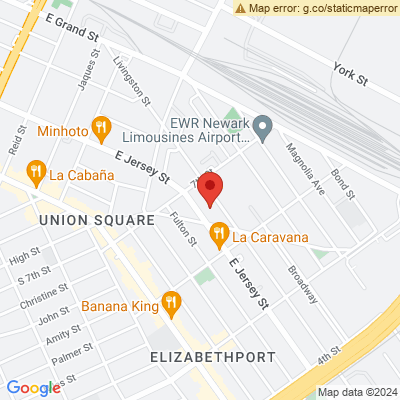 Map error: g.co/staticmaperror
E Grand St
York St
Jaques St
Livingston St
EWR Newark
Limousines Airport...
Minhoto
Reid St
E Jersey St
Magnolia Ave
Bond St
La Cabaña
UNION SQUARE
Fulton St
La Caravana
High St
S 7th St
E Jersey St
Broadway
Christine St
Banana King
John St
Amity St
Palmer St
ELIZABETHPORT
4th St
Google
Map data ©2024